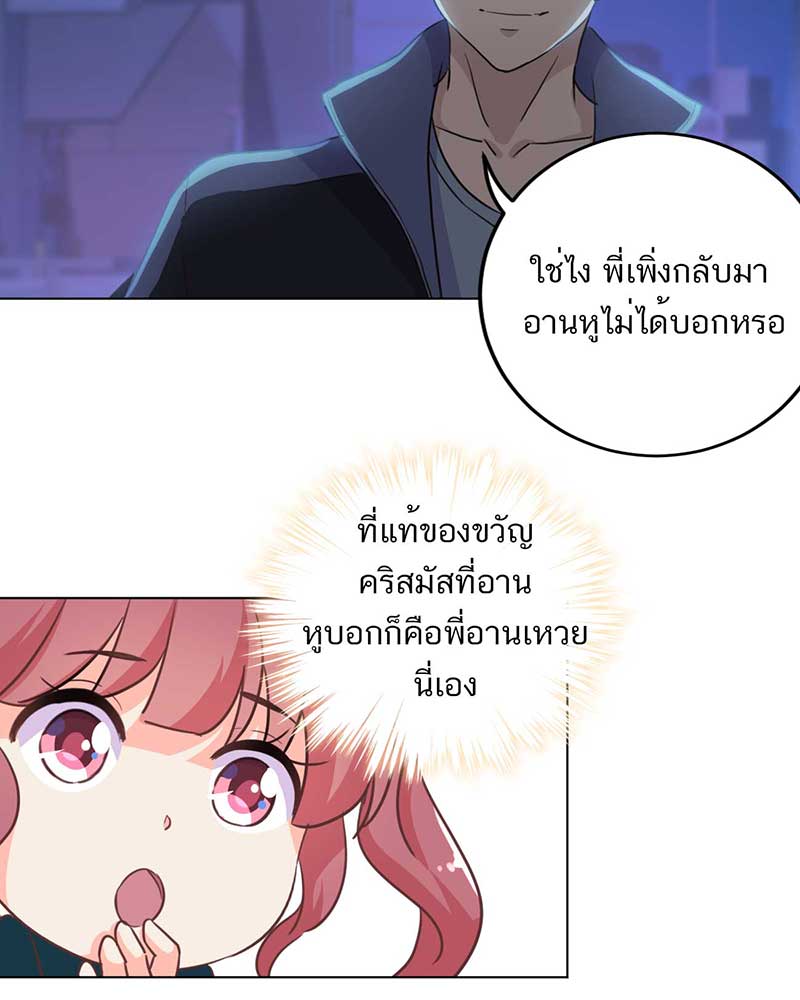 ใช่ไง พี่เพิ่งกลับมา
อานหูไม่ได้บอกหรอ
ที่แท้ของขวัญ
คริสมัสที่อาน
หูบอกก็คือพี่อานเหวย
นี่เอง